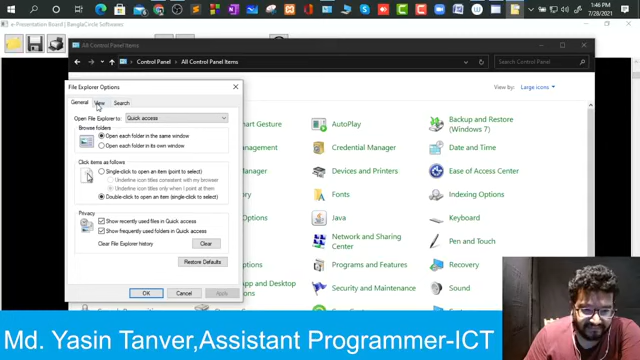 1:46 PM
7/28/2021
e-Presentation Board - BanglaCircle Softwares
All Control Panel Items
Control Panel > All Control Panel Items
Search Control Panel
View by: Large icons
File Explorer Options
General View Search
Open File Explorer to: Quick access
Browse folders
Open each folder in the same window
Open each folder in its own window
Click items as follows
Single-click to open an item (point to select)
Underline icon titles consistent with my browser
Underline icon titles only when I point at them
Double-click to open an item (single-click to select)
Privacy
Show recently used files in Quick access
Show frequently used folders in Quick access
Clear File Explorer history Clear
Restore Defaults
OK Cancel Apply
AutoPlay
Backup and Restore
(Windows 7)
Credential Manager
Date and Time
Devices and Printers
Ease of Access Center
Fonts
Indexing Options
Java
Keyboard
Network and Sharing
Center
Pen and Touch
Programs and Features
Recovery
Sound
Md. Yasin Tanver,Assistant Programmer-ICT